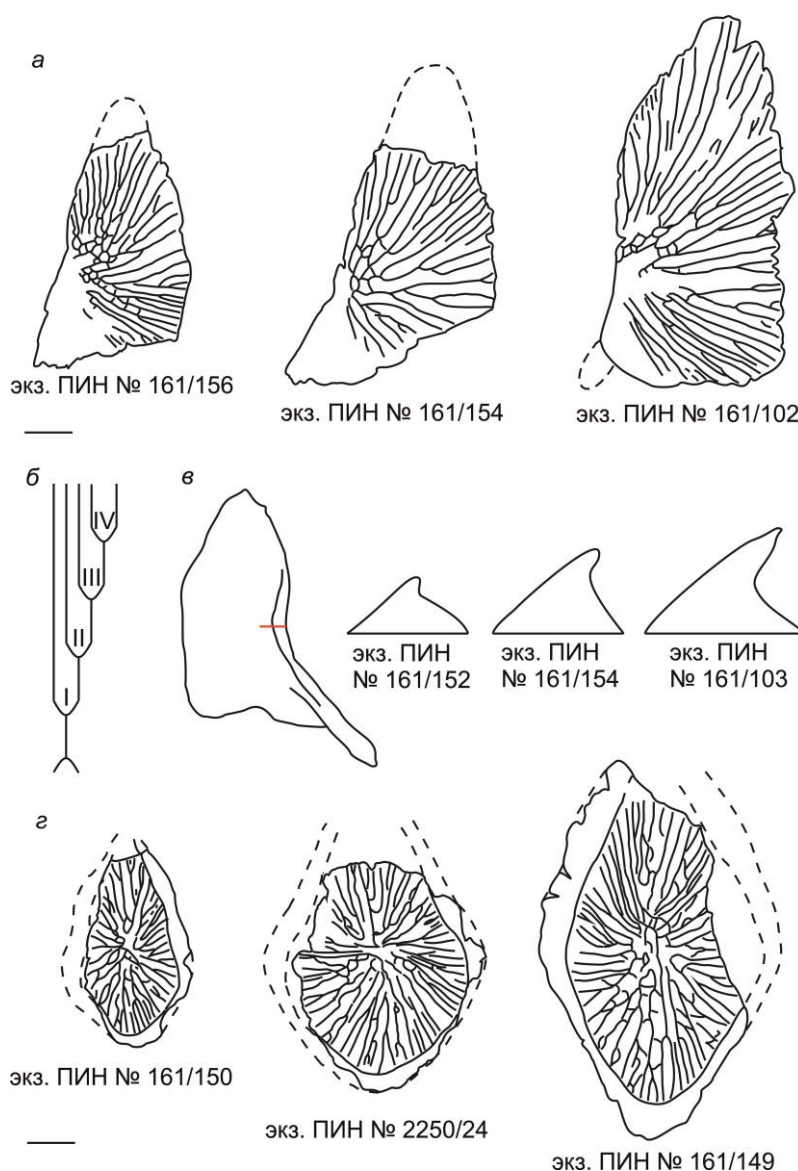 а
экз. ПИН № 161/156
экз. ПИН № 161/154
экз. ПИН № 161/102
б
IV
III
II
I
в
экз. ПИН
№ 161/152
экз. ПИН
№ 161/154
экз. ПИН
№ 161/103
г
экз. ПИН № 161/150
экз. ПИН № 2250/24
экз. ПИН № 161/149